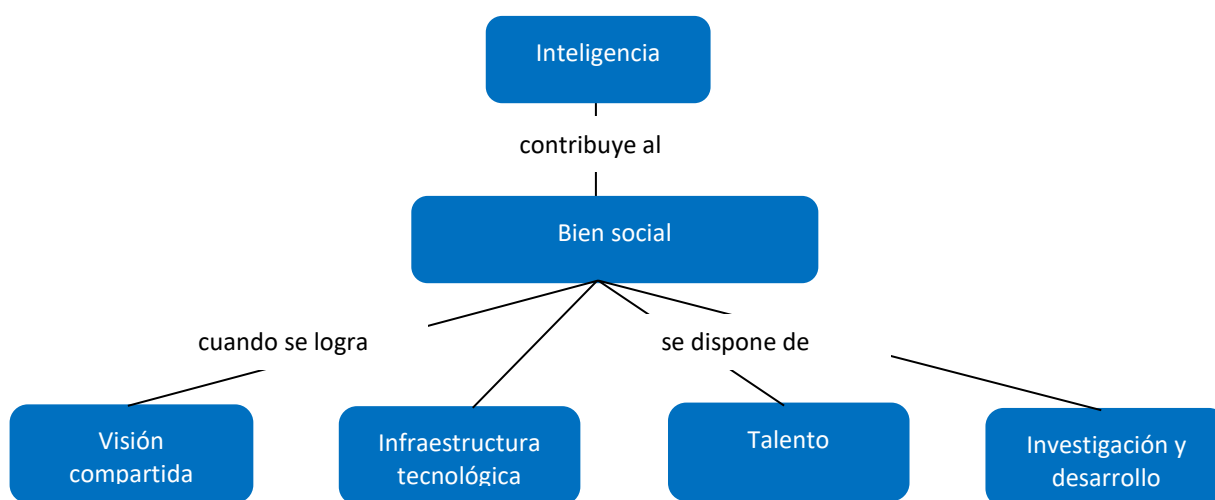 Inteligencia
contribuye al
Bien social
cuando se logra
se dispone de
Visión
compartida
Infraestructura
tecnológica
Talento
Investigación y
desarrollo